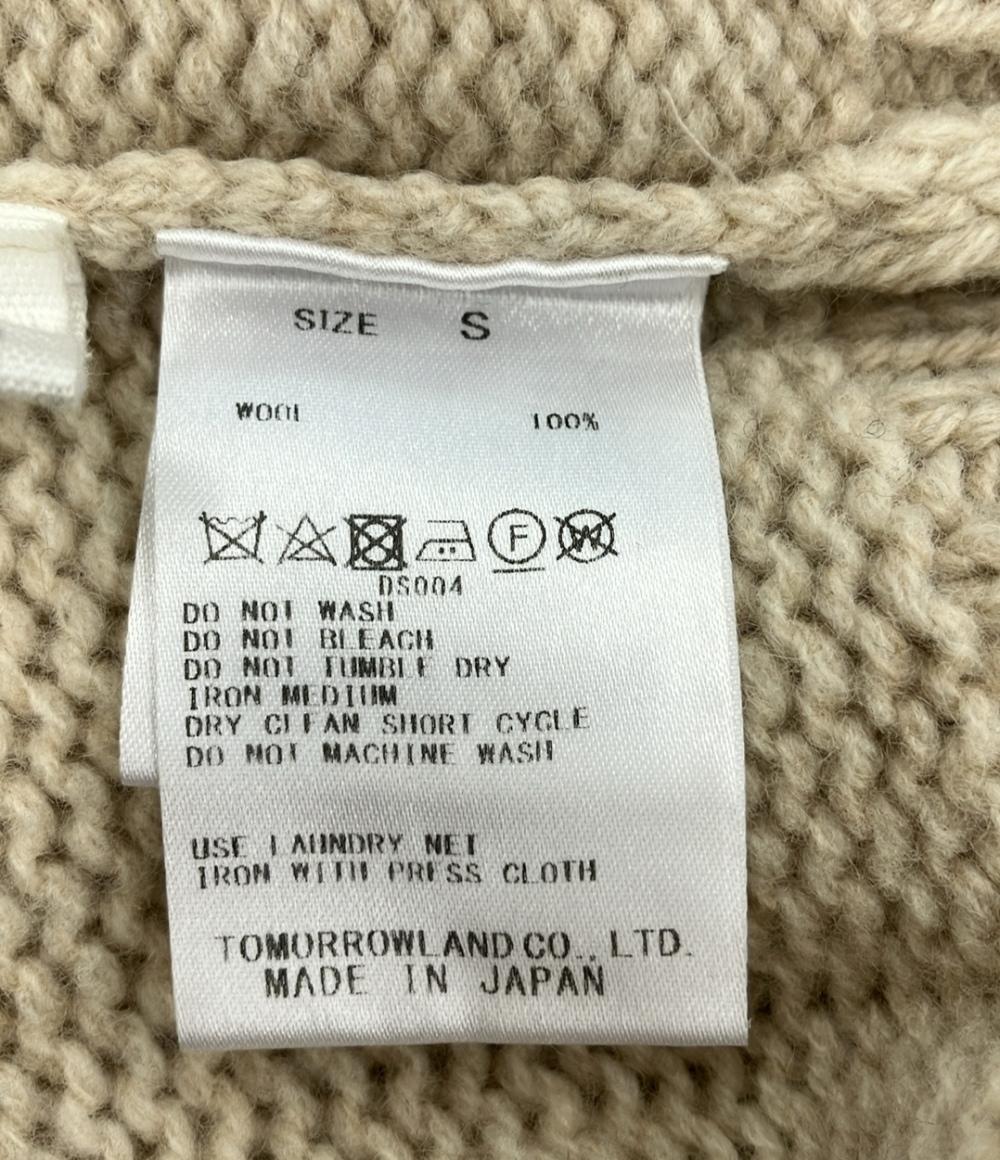 SIZE S
WOOL 100%
F W
DS004
DO NOT WASH
DO NOT BLEACH
DO NOT TUMBLE DRY
IRON MEDIUM
DRY CLEAN SHORT CYCLE
DO NOT MACHINE WASH
USE LAUNDRY NET
IRON WITH PRESS CLOTH
TOMORROWLAND CO., LTD.
MADE IN JAPAN